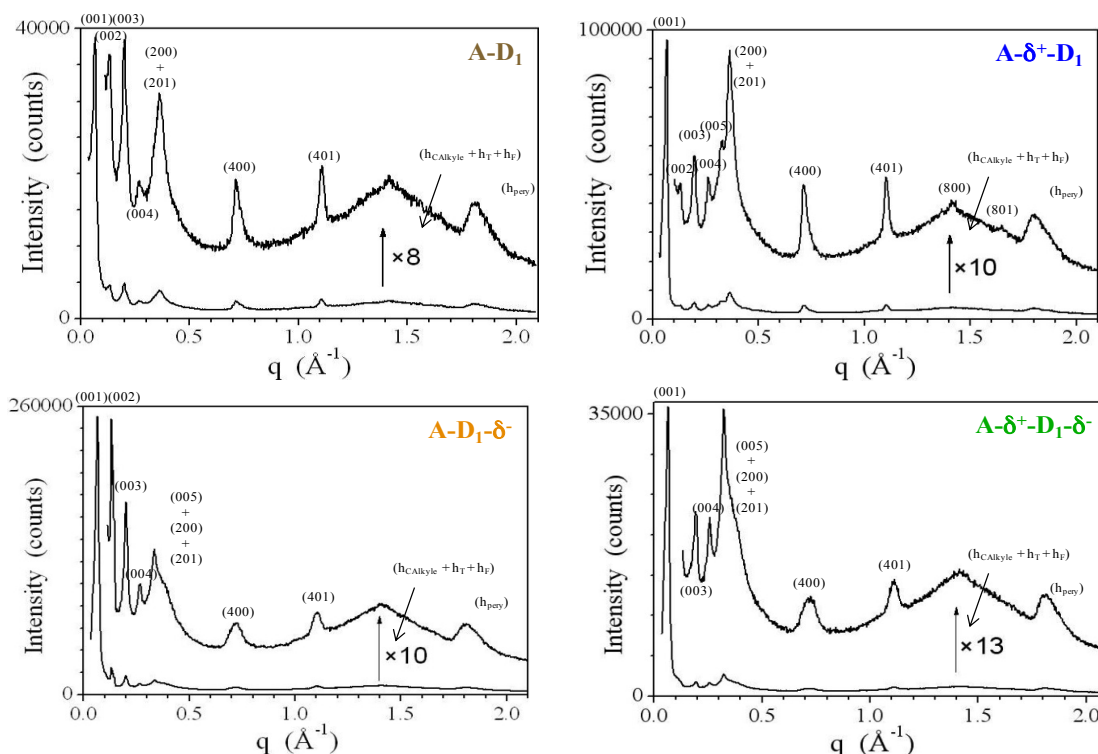 (001)(003)
40000
(002)
A-D₁
(200)
+
(201)
(400)
(401)
(hCAlkyle + hT + hF)
(hpery)
(004)
×8
Intensity (counts)
0
0.0 0.5 1.0 1.5 2.0
q (Å⁻¹)
(001)
100000
A-δ⁺-D₁
(200)
+
(201)
(005)
(003)
(002)
(004)
(400)
(401)
(hCAlkyle + hT + hF)
(800)
(801)
(hpery)
×10
Intensity (counts)
0
0.0 0.5 1.0 1.5 2.0
q (Å⁻¹)
(001)(002)
260000
A-D₁-δ⁻
(003)
(005)
+
(200)
+
(201)
(004)
(400)
(401)
(hCAlkyle + hT + hF)
(hpery)
×10
Intensity (counts)
0
0.0 0.5 1.0 1.5 2.0
q (Å⁻¹)
(001)
35000
A-δ⁺-D₁-δ⁻
(005)
+
(200)
+
(201)
(004)
(003)
(400)
(401)
(hCAlkyle + hT + hF)
(hpery)
×13
Intensity (counts)
0
0.0 0.5 1.0 1.5 2.0
q (Å⁻¹)